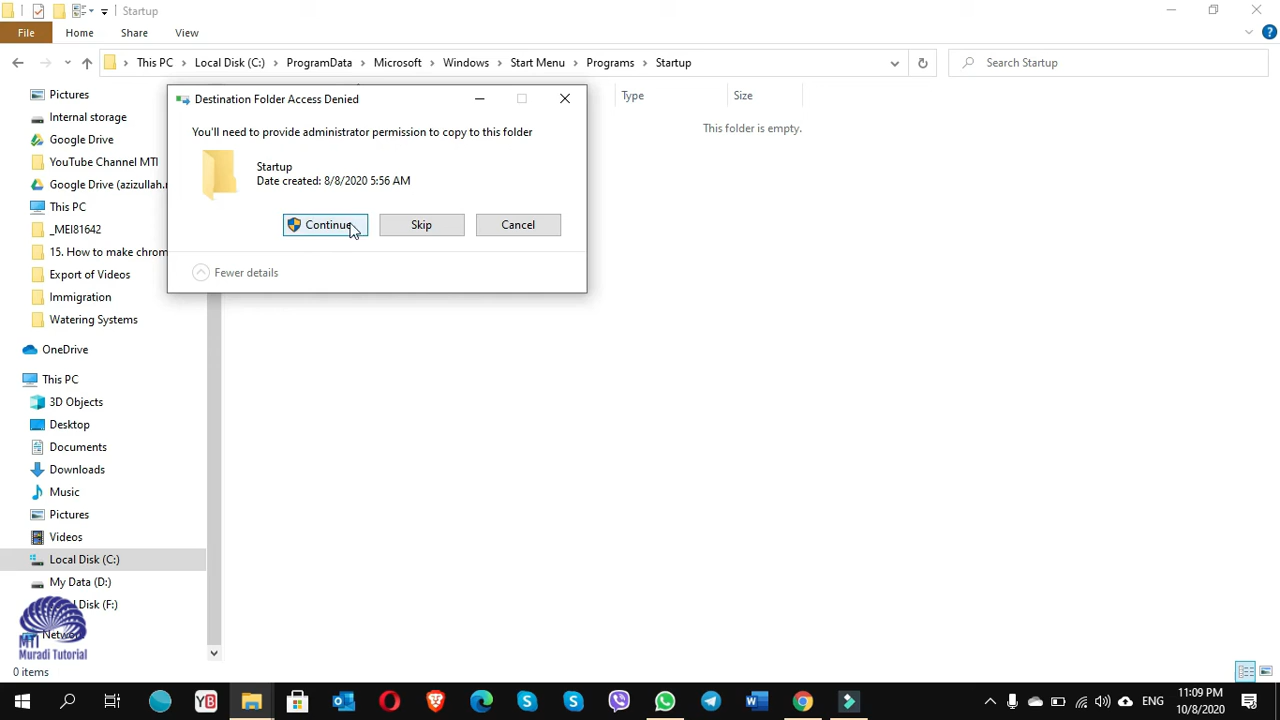 Startup
File Home Share View
This PC Local Disk (C:) ProgramData Microsoft Windows Start Menu Programs Startup Search Startup
Type Size
This folder is empty.
Destination Folder Access Denied
You'll need to provide administrator permission to copy to this folder
Startup
Date created: 8/8/2020 5:56 AM
Continue Skip Cancel
Fewer details
Pictures
Internal storage
Google Drive
YouTube Channel MTI
Google Drive (azizullah.r
This PC
_MEI81642
15. How to make chrom
Export of Videos
Immigration
Watering Systems
OneDrive
This PC
3D Objects
Desktop
Documents
Downloads
Music
Pictures
Videos
Local Disk (C:)
My Data (D:)
Disk (F:)
Netwo
MTI
Muradi Tutorial
0 items
YB
W
ENG
11:09 PM
10/8/2020